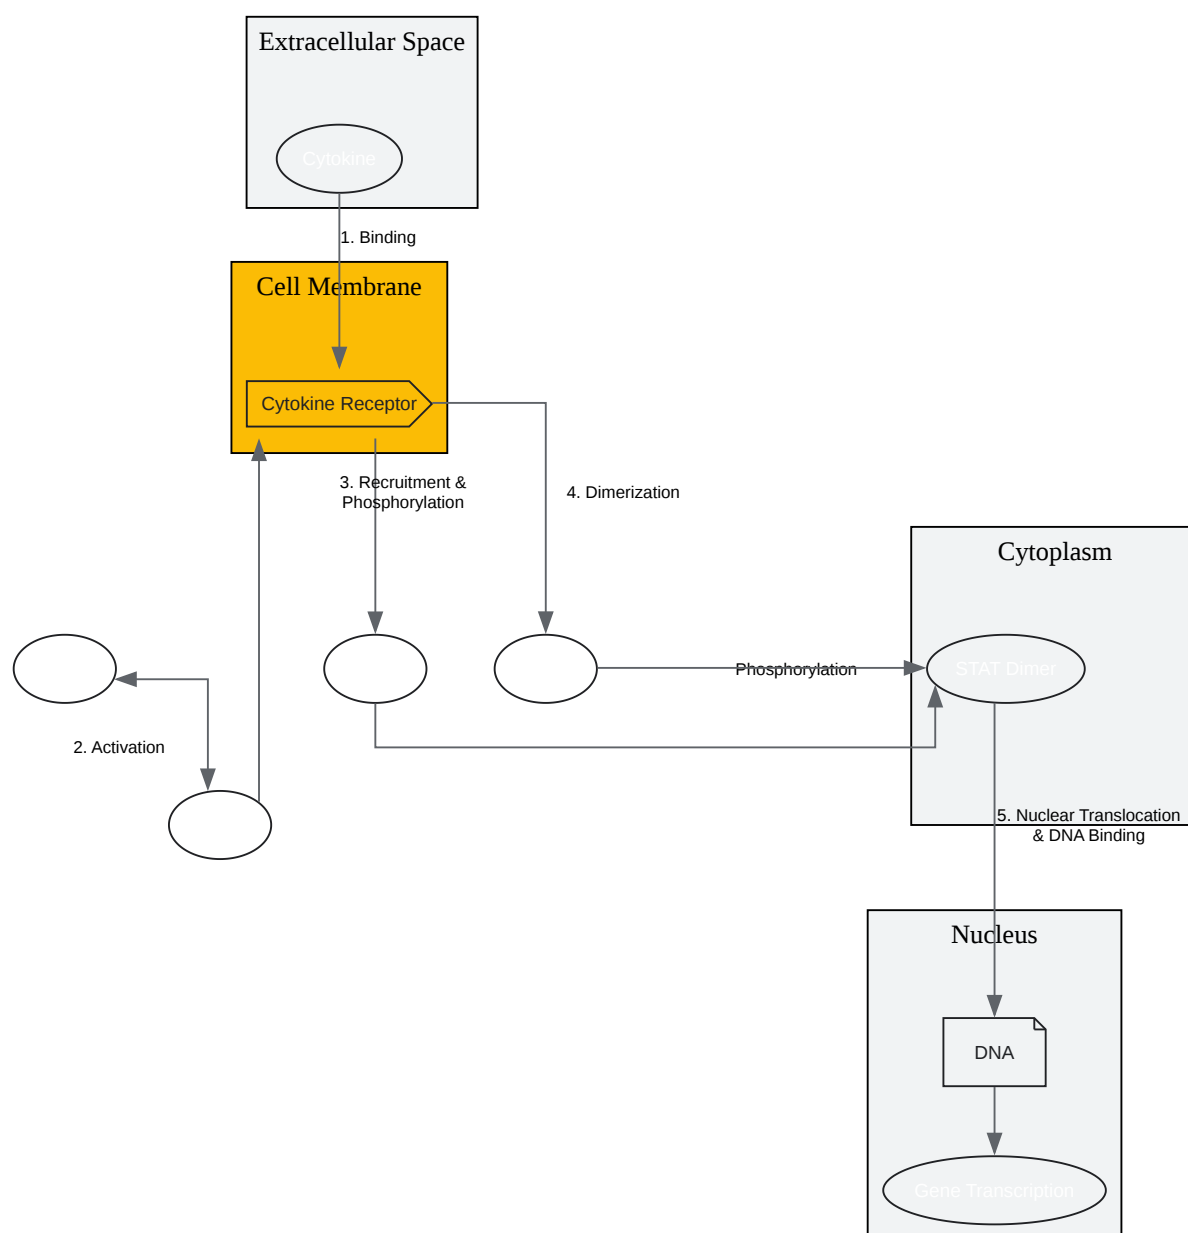 Extracellular Space
Cytokine
1. Binding
Cell Membrane
Cytokine Receptor
3. Recruitment &
Phosphorylation
4. Dimerization
Cytoplasm
Phosphorylation
STAT Dimer
2. Activation
5. Nuclear Translocation
& DNA Binding
Nucleus
DNA
Gene Transcription